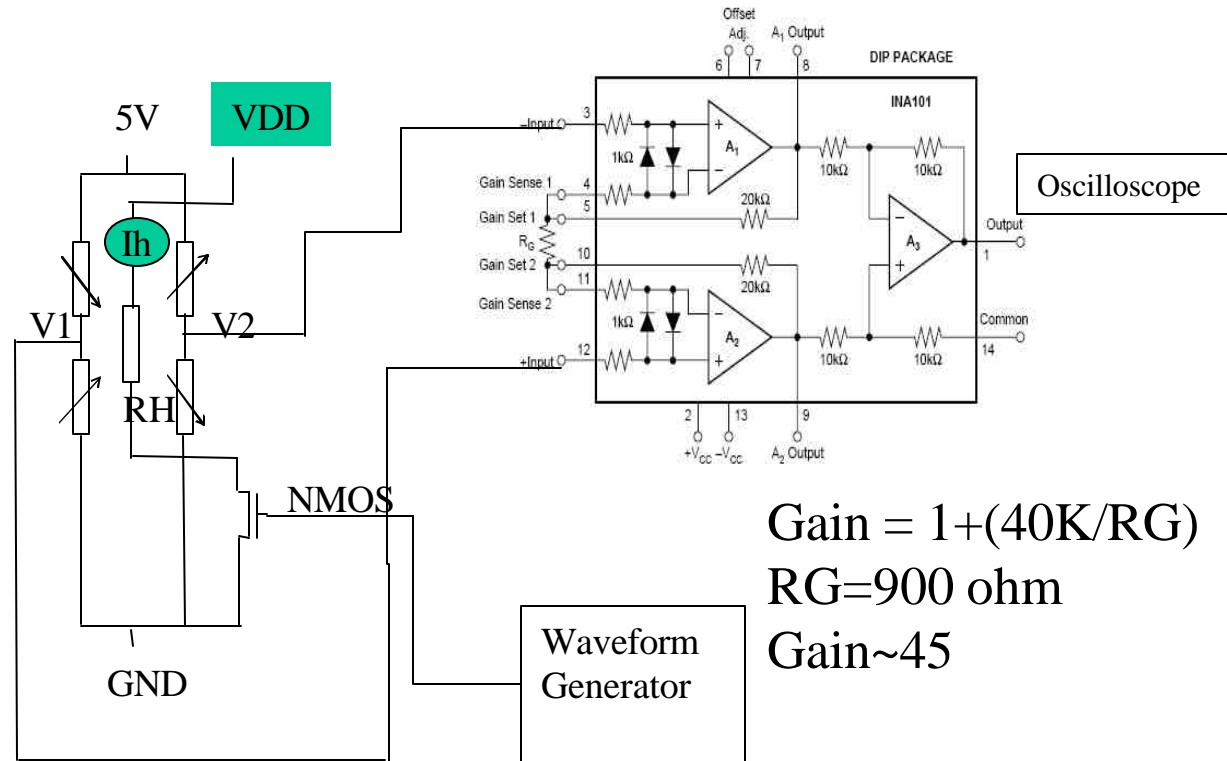 Offset
Adj.
A1 Output
6
7
8
DIP PACKAGE
INA101
5V
VDD
3
–Input
1kΩ
A1
10kΩ
10kΩ
Oscilloscope
Gain Sense 1
4
Gain Set 1
5
20kΩ
Ih
RG
A3
Output
1
Gain Set 2
10
20kΩ
11
Gain Sense 2
V1
V2
1kΩ
A2
Common
14
12
+Input
10kΩ
10kΩ
RH
2
13
9
+VCC
–VCC
A2 Output
NMOS
Gain = 1+(40K/RG)
RG=900 ohm
Gain~45
Waveform
Generator
GND